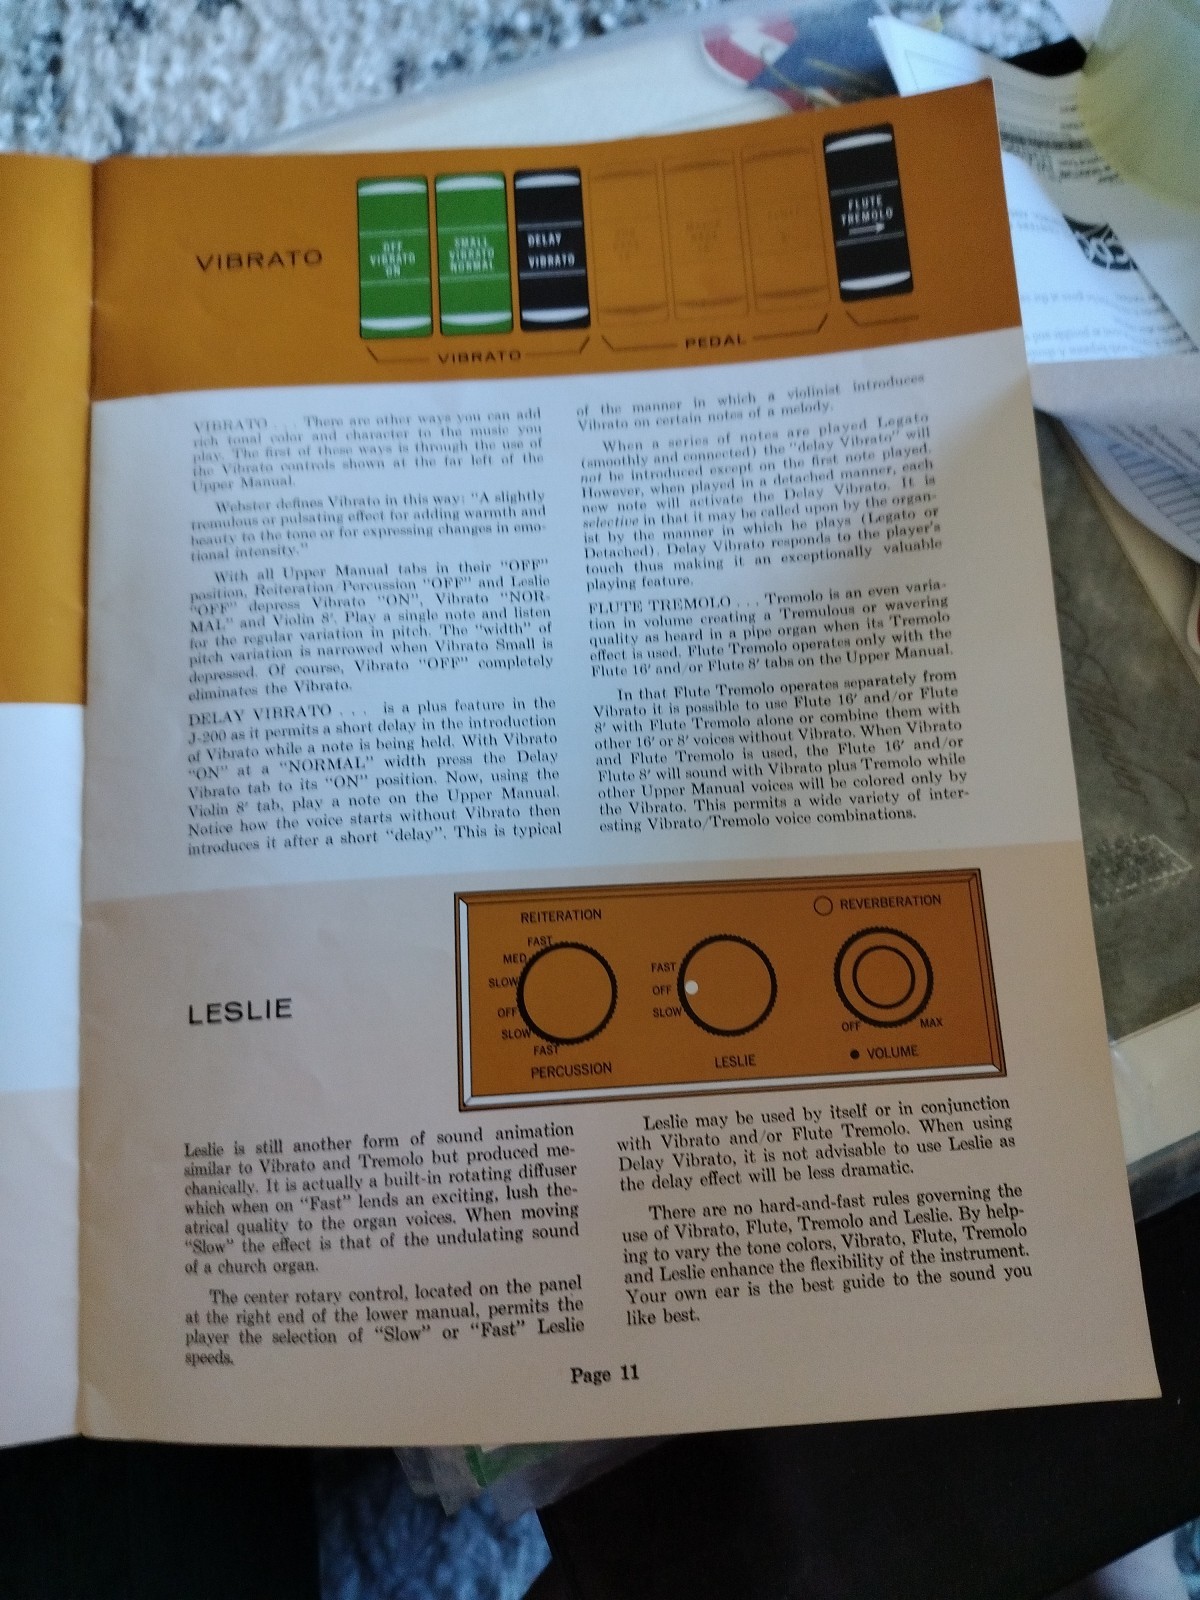 VIBRATO
OFF
VIBRATO
ON
SMALL
VIBRATO
NORMAL
DELAY
VIBRATO
FLUTE
TREMOLO
VIBRATO
PEDAL
VIBRATO . . . There are other ways you can add
rich tonal color and character to the music you
play. The first of these ways is through the use of
the Vibrato controls shown at the far left of the
Upper Manual.
Webster defines Vibrato in this way: "A slightly
tremulous or pulsating effect for adding warmth and
beauty to the tone or for expressing changes in emo-
tional intensity."
With all Upper Manual tabs in their "OFF"
position, Reiteration/Percussion "OFF" and Leslie
"OFF" depress Vibrato "ON", Vibrato "NOR-
MAL" and Violin 8'. Play a single note and listen
for the regular variation in pitch. The "width" of
pitch variation is narrowed when Vibrato Small is
depressed. Of course, Vibrato "OFF" completely
eliminates the Vibrato.
DELAY VIBRATO . . . is a plus feature in the
J-200 as it permits a short delay in the introduction
of Vibrato while a note is being held. With Vibrato
"ON" at a "NORMAL" width press the Delay
Vibrato tab to its "ON" position. Now, using the
Violin 8' tab, play a note on the Upper Manual.
Notice how the voice starts without Vibrato then
introduces it after a short "delay". This is typical
of the manner in which a violinist introduces
Vibrato on certain notes of a melody.
When a series of notes are played Legato
(smoothly and connected) the "delay Vibrato" will
not be introduced except on the first note played.
However, when played in a detached manner, each
new note will activate the Delay Vibrato. It is
selective in that it may be called upon by the organ-
ist by the manner in which he plays (Legato or
Detached). Delay Vibrato responds to the player's
touch thus making it an exceptionally valuable
playing feature.
FLUTE TREMOLO . . . Tremolo is an even varia-
tion in volume creating a Tremulous or wavering
quality as heard in a pipe organ when its Tremolo
effect is used. Flute Tremolo operates only with the
Flute 16' and/or Flute 8' tabs on the Upper Manual.
In that Flute Tremolo operates separately from
Vibrato it is possible to use Flute 16' and/or Flute
8' with Flute Tremolo alone or combine them with
other 16' or 8' voices without Vibrato. When Vibrato
and Flute Tremolo is used, the Flute 16' and/or
Flute 8' will sound with Vibrato plus Tremolo while
other Upper Manual voices will be colored only by
the Vibrato. This permits a wide variety of inter-
esting Vibrato/Tremolo voice combinations.
LESLIE
REITERATION
FAST
MED
SLOW
OFF
SLOW
FAST
PERCUSSION
FAST
OFF
SLOW
LESLIE
REVERBERATION
OFF
MAX
VOLUME
Leslie is still another form of sound animation
similar to Vibrato and Tremolo but produced me-
chanically. It is actually a built-in rotating diffuser
which when on "Fast" lends an exciting, lush the-
atrical quality to the organ voices. When moving
"Slow" the effect is that of the undulating sound
of a church organ.
The center rotary control, located on the panel
at the right end of the lower manual, permits the
player the selection of "Slow" or "Fast" Leslie
speeds.
Leslie may be used by itself or in conjunction
with Vibrato and/or Flute Tremolo. When using
Delay Vibrato, it is not advisable to use Leslie as
the delay effect will be less dramatic.
There are no hard-and-fast rules governing the
use of Vibrato, Flute, Tremolo and Leslie. By help-
ing to vary the tone colors, Vibrato, Flute, Tremolo
and Leslie enhance the flexibility of the instrument.
Your own ear is the best guide to the sound you
like best.
Page 11